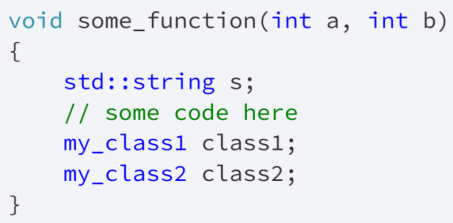 void some_function(int a, int b)
{
    std::string s;
    // some code here
    my_class1 class1;
    my_class2 class2;
}